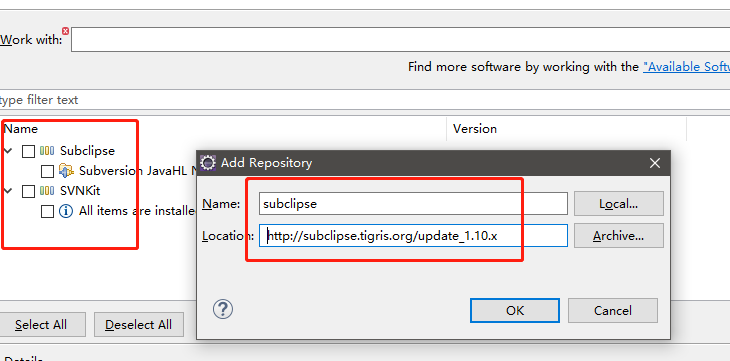 Work with:
Find more software by working with the "Available Softw
type filter text
Name Version
Subclipse
Subversion JavaHL N
SVNKit
All items are installe
Add Repository
Name: subclipse Local...
Location: http://subclipse.tigris.org/update_1.10.x Archive...
? OK Cancel
Select All Deselect All
Details